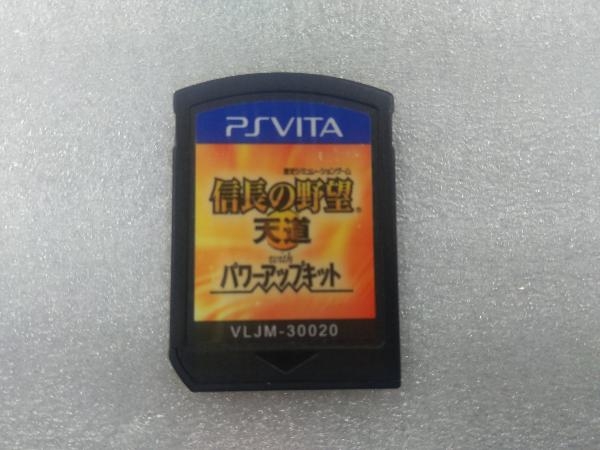 PSVITA
歴史シミュレーションゲーム
信長の野望®
天道
with
パワーアップキット
VLJM-30020